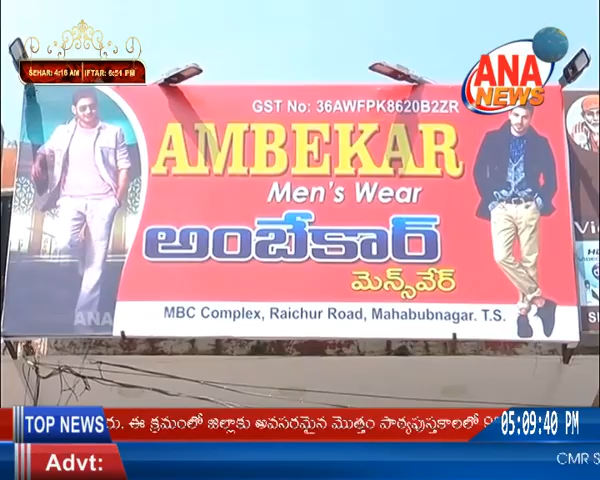 SEHAR: 4:16 AM IFTAR: 6:51 PM
ANA
NEWS
GST No: 36AWFPK8620B2ZR
AMBEKAR
Men's Wear
అంబేకార్
మెన్స్‌వేర్
MBC Complex, Raichur Road, Mahabubnagar. T.S.
ANA
TOP NEWS
రు. ఈ క్రమంలో జిల్లాకు అవసరమైన మొత్తం పాఠ్యపుస్తకాలలో
05:09:40 PM
Advt:
CMR S